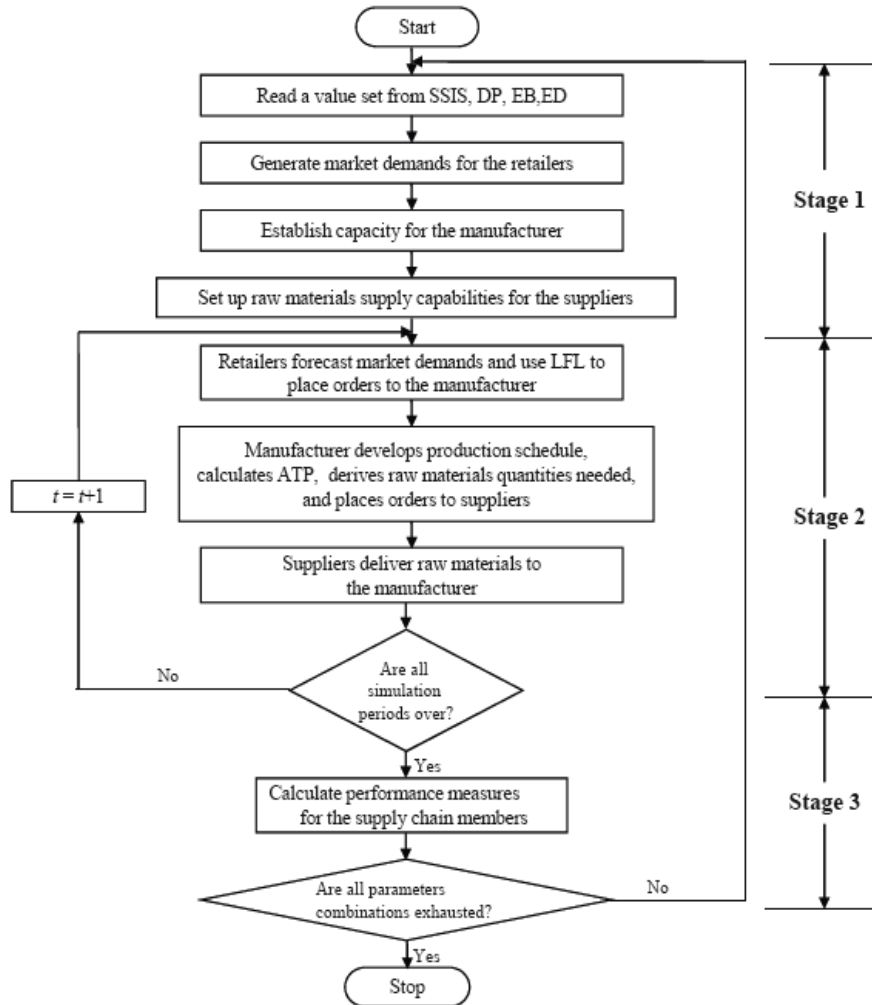 Start
Read a value set from SSIS, DP, EB,ED
Generate market demands for the retailers
Stage 1
Establish capacity for the manufacturer
Set up raw materials supply capabilities for the suppliers
Retailers forecast market demands and use LFL to
place orders to the manufacturer
Manufacturer develops production schedule,
calculates ATP, derives raw materials quantities needed,
and places orders to suppliers
t = t+1
Stage 2
Suppliers deliver raw materials to
the manufacturer
No
Are all
simulation
periods over?
Yes
Calculate performance measures
for the supply chain members
Stage 3
Are all parameters
combinations exhausted?
No
Yes
Stop